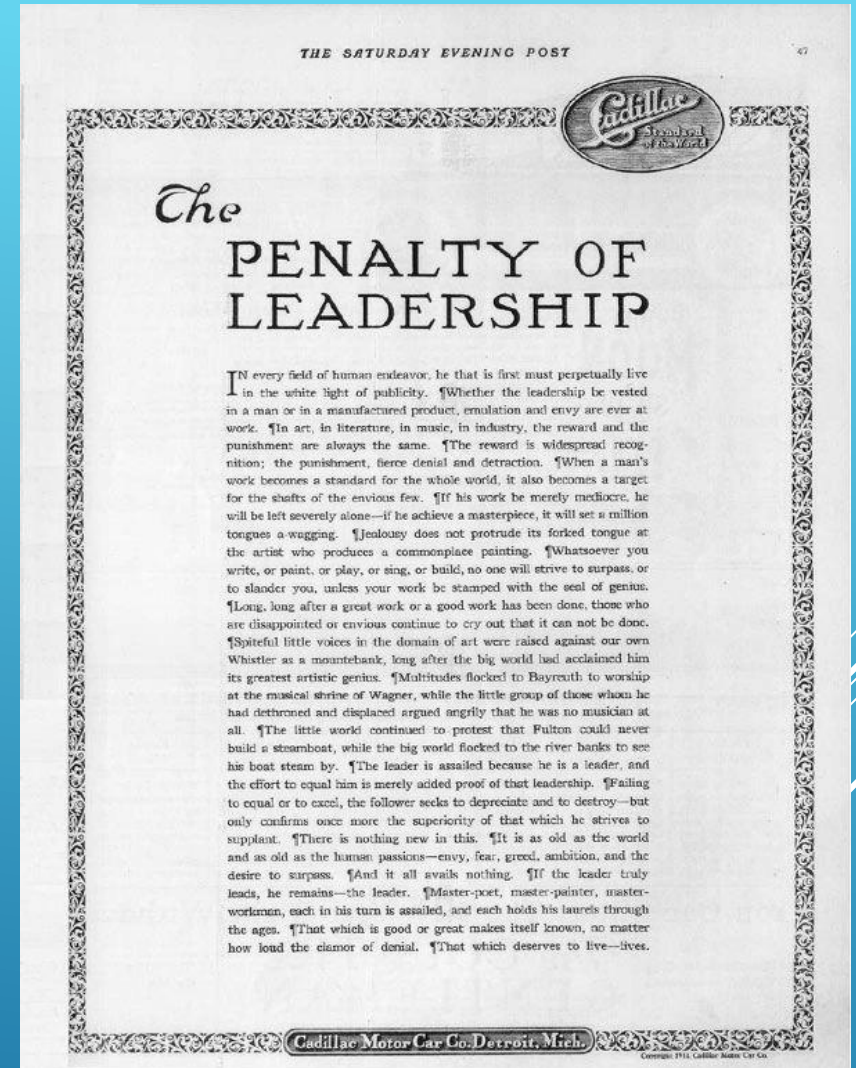 THE SATURDAY EVENING POST
47
Cadillac
Standard
of the World
The
PENALTY OF
LEADERSHIP
IN every field of human endeavor, he that is first must perpetually live
in the white light of publicity. ¶Whether the leadership be vested
in a man or in a manufactured product, emulation and envy are ever at
work. ¶In art, in literature, in music, in industry, the reward and the
punishment are always the same. ¶The reward is widespread recog-
nition; the punishment, fierce denial and detraction. ¶When a man's
work becomes a standard for the whole world, it also becomes a target
for the shafts of the envious few. ¶If his work be merely mediocre, he
will be left severely alone—if he achieve a masterpiece, it will set a million
tongues a-wagging. ¶Jealousy does not protrude its forked tongue at
the artist who produces a commonplace painting. ¶Whatsoever you
write, or paint, or play, or sing, or build, no one will strive to surpass, or
to slander you, unless your work be stamped with the seal of genius.
¶Long, long after a great work or a good work has been done, those who
are disappointed or envious continue to cry out that it can not be done.
¶Spiteful little voices in the domain of art were raised against our own
Whistler as a mountebank, long after the big world had acclaimed him
its greatest artistic genius. ¶Multitudes flocked to Bayreuth to worship
at the musical shrine of Wagner, while the little group of those whom he
had dethroned and displaced argued angrily that he was no musician at
all. ¶The little world continued to protest that Fulton could never
build a steamboat, while the big world flocked to the river banks to see
his boat steam by. ¶The leader is assailed because he is a leader, and
the effort to equal him is merely added proof of that leadership. ¶Failing
to equal or to excel, the follower seeks to depreciate and to destroy—but
only confirms once more the superiority of that which he strives to
supplant. ¶There is nothing new in this. ¶It is as old as the world
and as old as the human passions—envy, fear, greed, ambition, and the
desire to surpass. ¶And it all avails nothing. ¶If the leader truly
leads, he remains—the leader. ¶Master-poet, master-painter, master-
workman, each in his turn is assailed, and each holds his laurels through
the ages. ¶That which is good or great makes itself known, no matter
how loud the clamor of denial. ¶That which deserves to live—lives.
Cadillac Motor Car Co. Detroit, Mich.
Copyright Cadillac Motor Car Co.